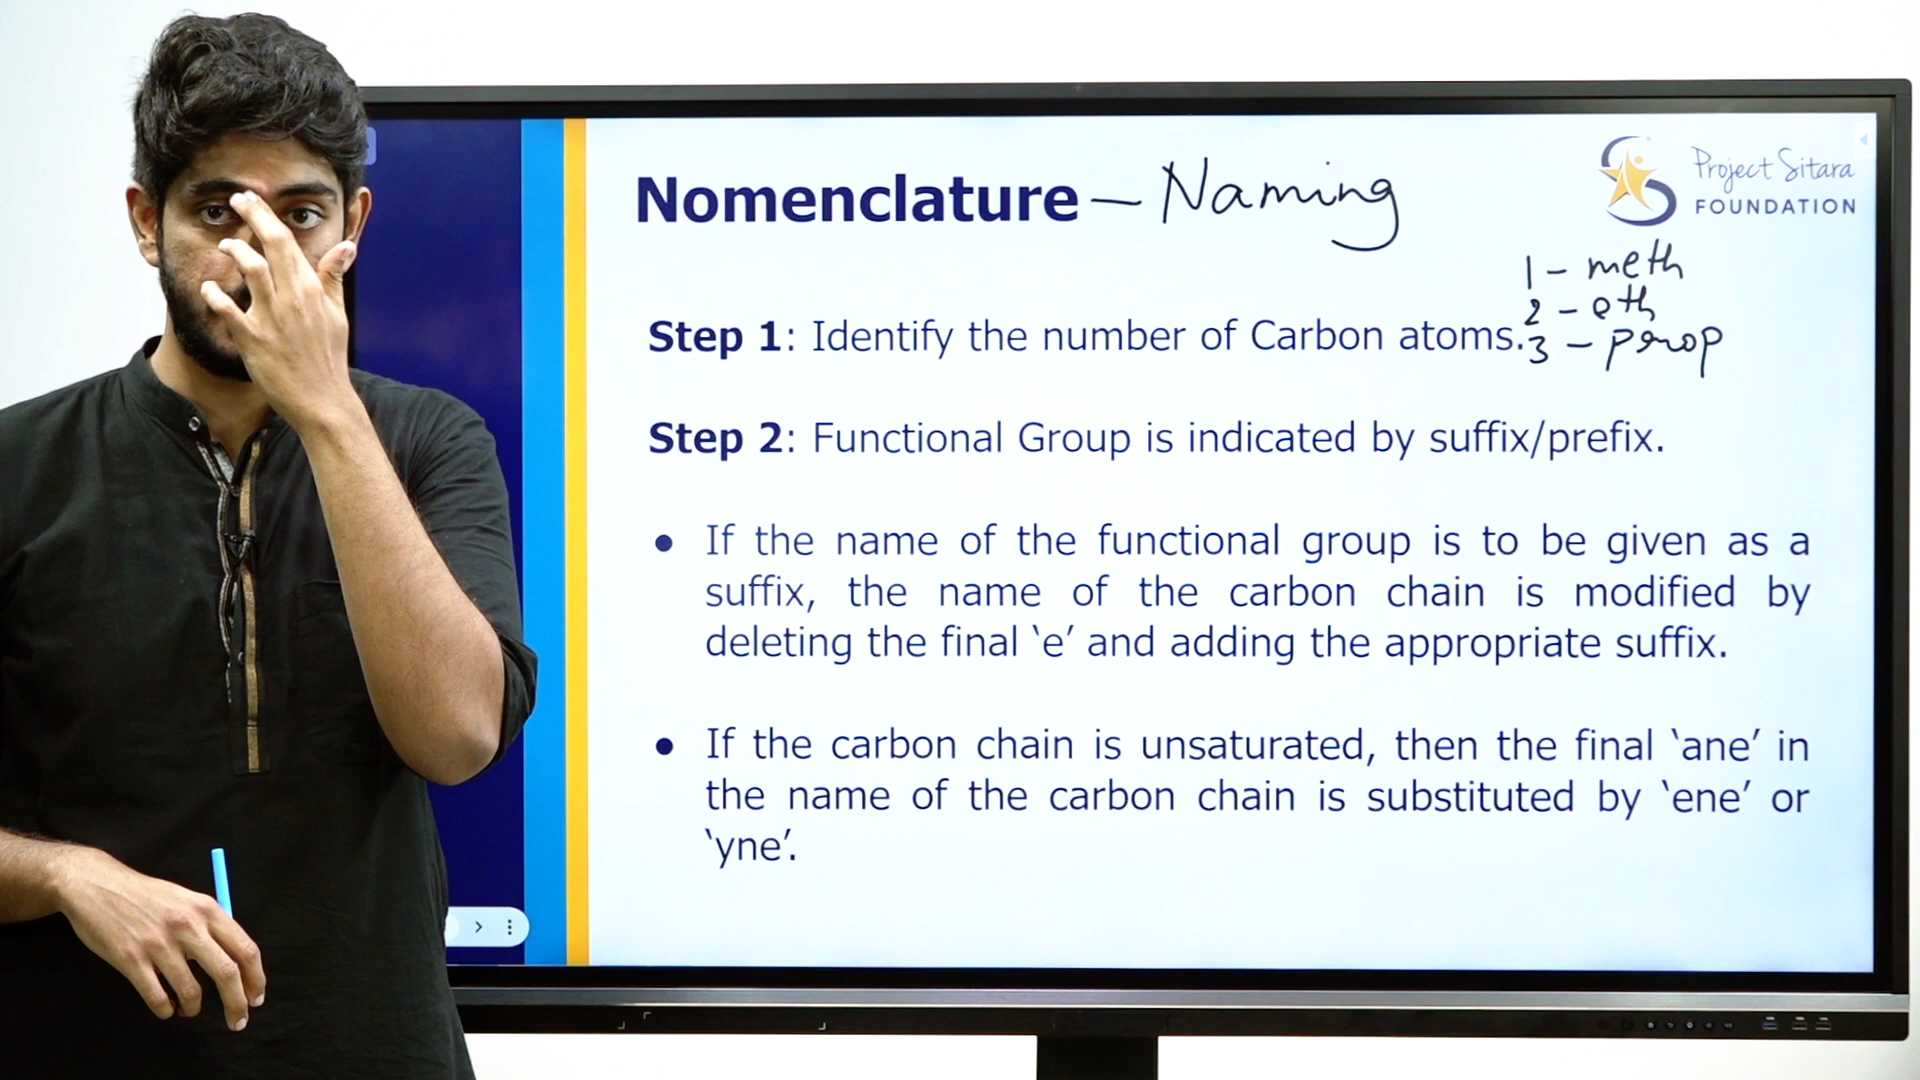 Nomenclature – Naming
Project Sitara
FOUNDATION
1 – meth
2 – eth
3 – prop
Step 1: Identify the number of Carbon atoms.
Step 2: Functional Group is indicated by suffix/prefix.
● If the name of the functional group is to be given as a
suffix, the name of the carbon chain is modified by
deleting the final ‘e’ and adding the appropriate suffix.
● If the carbon chain is unsaturated, then the final ‘ane’ in
the name of the carbon chain is substituted by ‘ene’ or
‘yne’.